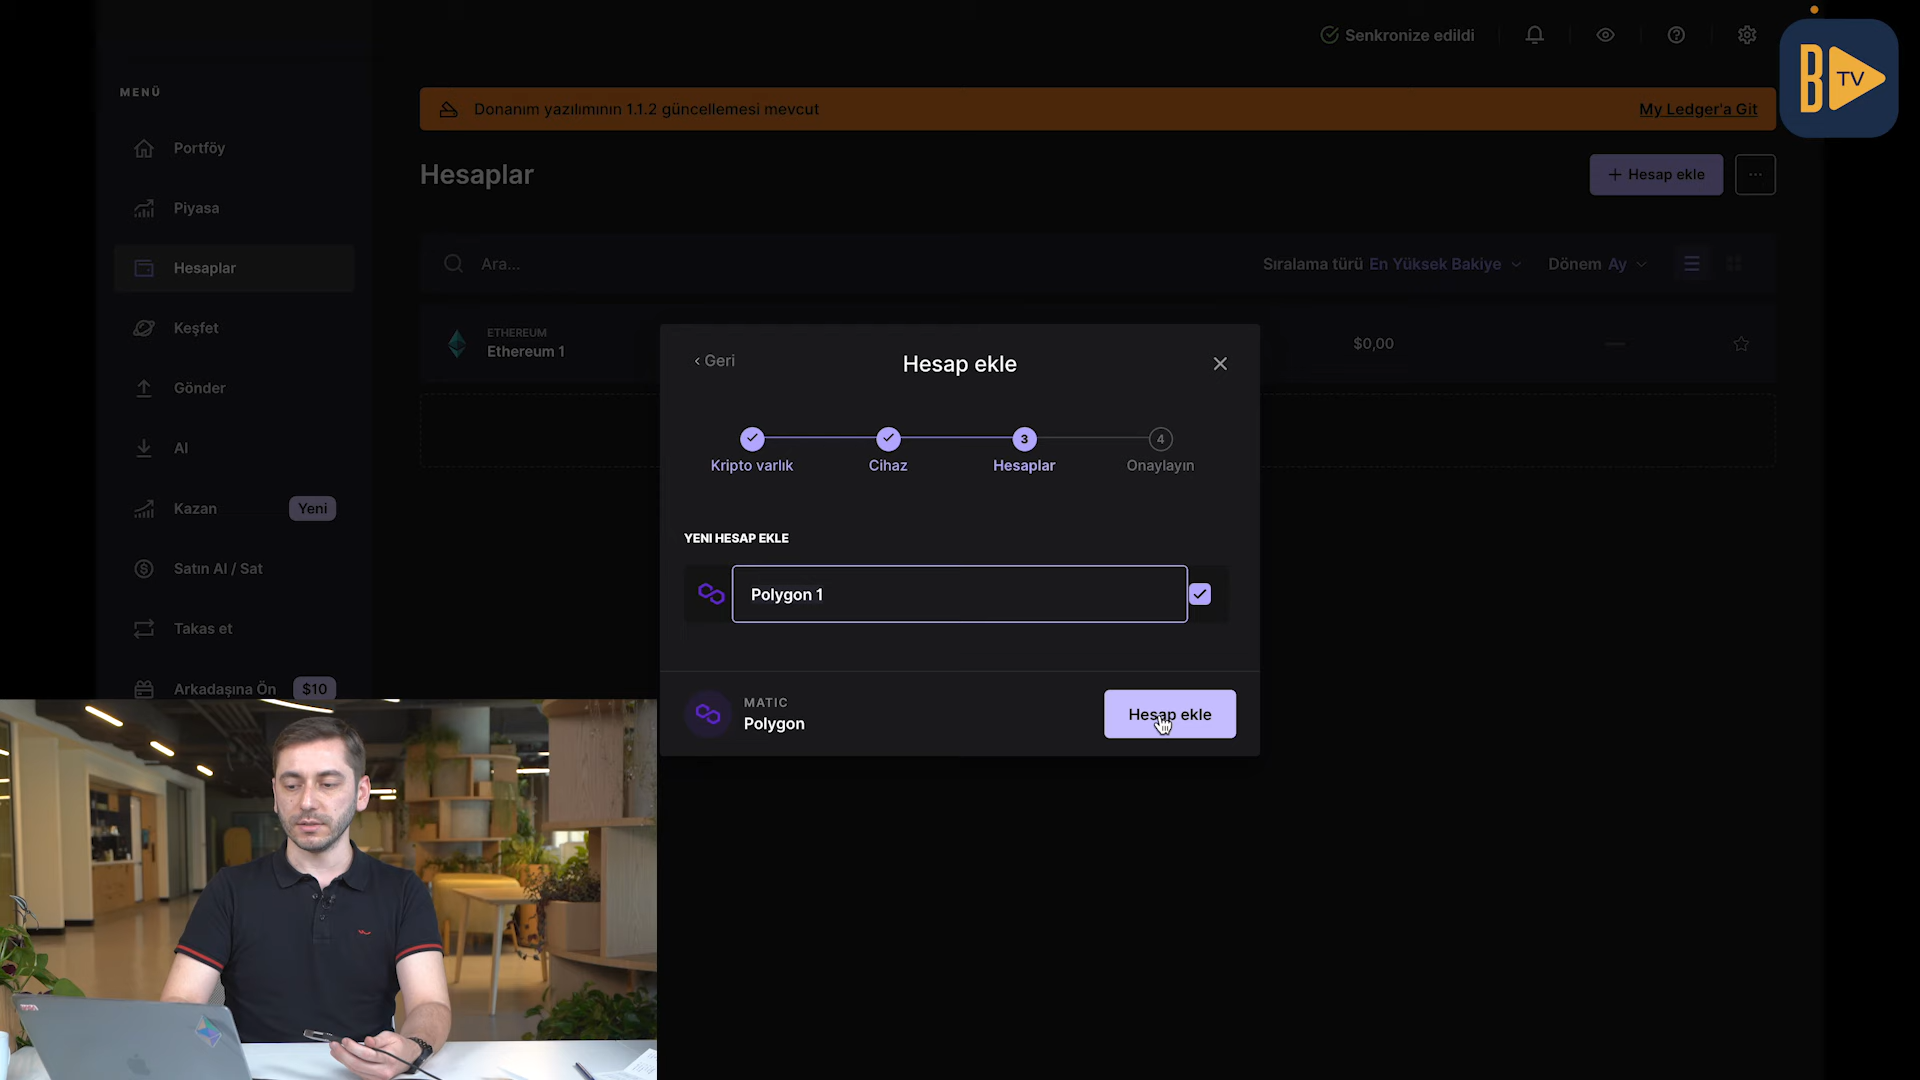 Senkronize edildi
B TV
MENÜ
Donanım yazılımının 1.1.2 güncellemesi mevcut
My Ledger'a Git
Portföy
Hesaplar
+ Hesap ekle
...
Piyasa
Hesaplar
Ara...
Sıralama türü En Yüksek Bakiye
Dönem Ay
Keşfet
ETHEREUM
Ethereum 1
$0,00
Gönder
Al
Kazan
Yeni
Satın Al / Sat
Takas et
Arkadaşına Ön
$10
‹ Geri
Hesap ekle
3
4
Kripto varlık
Cihaz
Hesaplar
Onaylayın
YENİ HESAP EKLE
Polygon 1
MATIC
Polygon
Hesap ekle